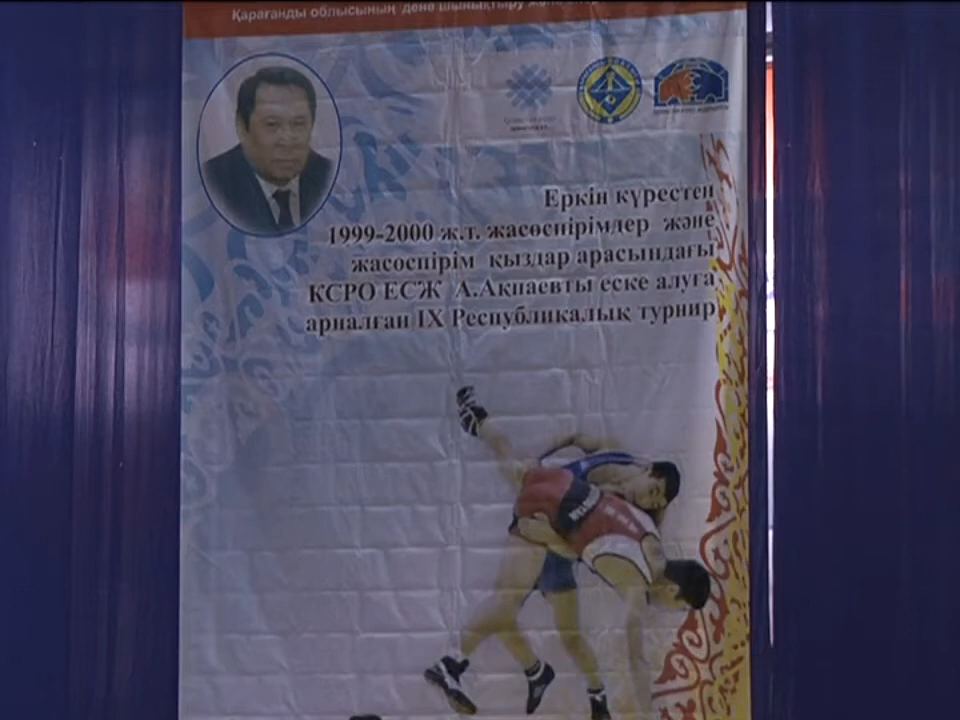 Қарағанды облысының дене шынықтыру және
Еркін күрестен
1999-2000 ж.т. жасөспірімдер және
жасөспірім қыздар арасындағы
КСРО ЕСЖ А.Ақпаевты еске алуға
арналған IX Республикалық турнир